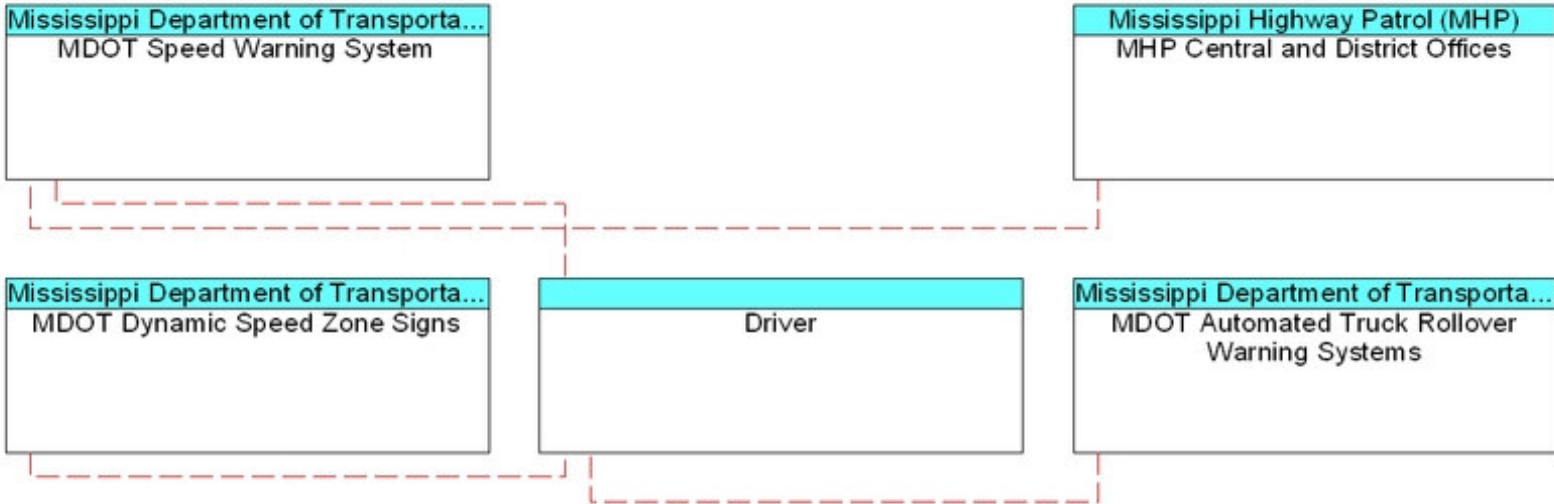 Mississippi Department of Transporta...
MDOT Speed Warning System
Mississippi Highway Patrol (MHP)
MHP Central and District Offices
Mississippi Department of Transporta...
MDOT Dynamic Speed Zone Signs
Driver
Mississippi Department of Transporta...
MDOT Automated Truck Rollover
Warning Systems